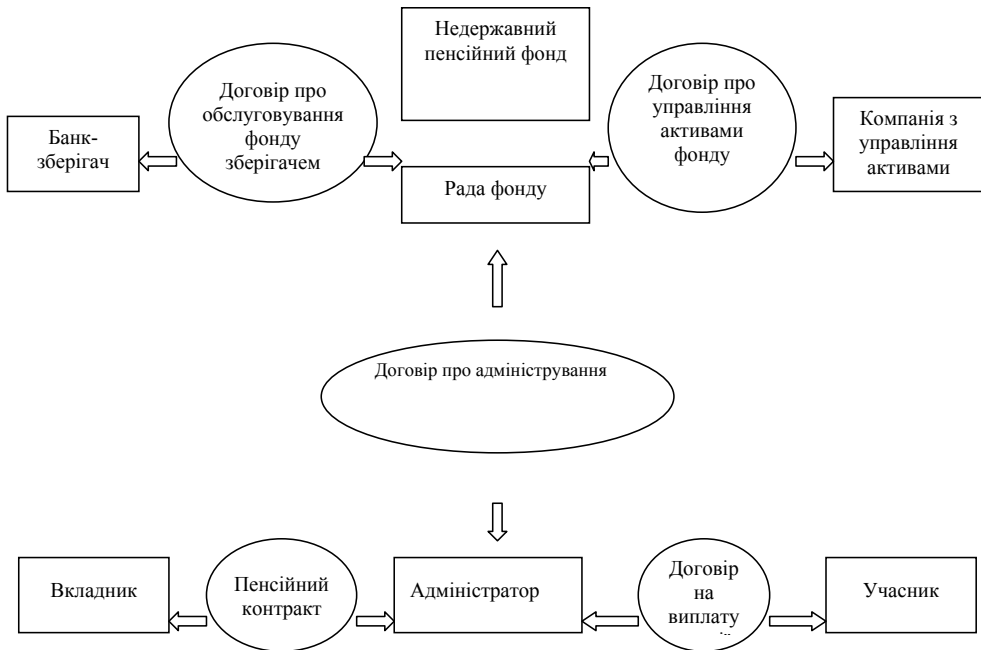 Недержавний
пенсійний фонд
Договір про
обслуговування
фонду
зберігачем
Договір про
управління
активами
фонду
Банк-
зберігач
Компанія з
управління
активами
Рада фонду
Договір про адміністрування
Вкладник
Пенсійний
контракт
Адміністратор
Договір
на
виплату
Учасник